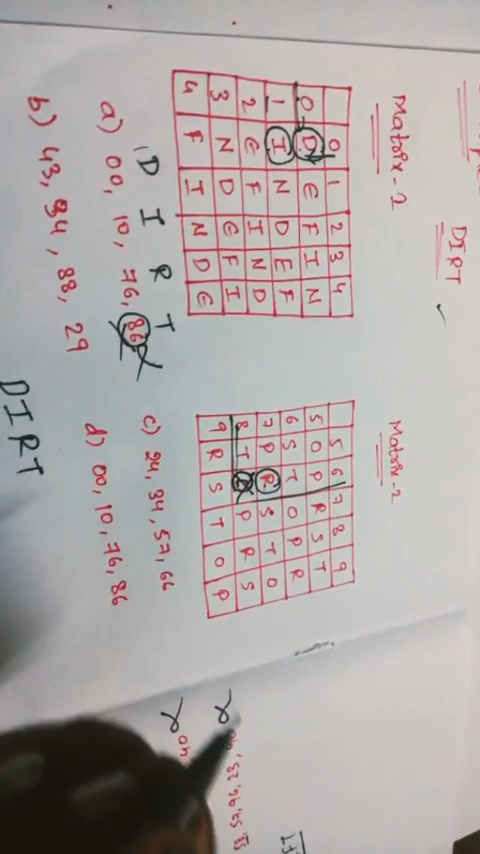 DIRT ✓
Matrix-2
Matrix-2
0 1 2 3 4
0 D E F I N
1 I N D E F
2 E F I N D
3 N D E F I
4 F I N D E
5 6 7 8 9
5 O P R S T
6 S T O P R
7 P R S T O
8 T P R S
9 R S T O P
D I R T
a) 00, 10, 76, 86
b) 43, 34, 88, 29
c) 24, 34, 57, 66
d) 00, 10, 76, 86
DIRT